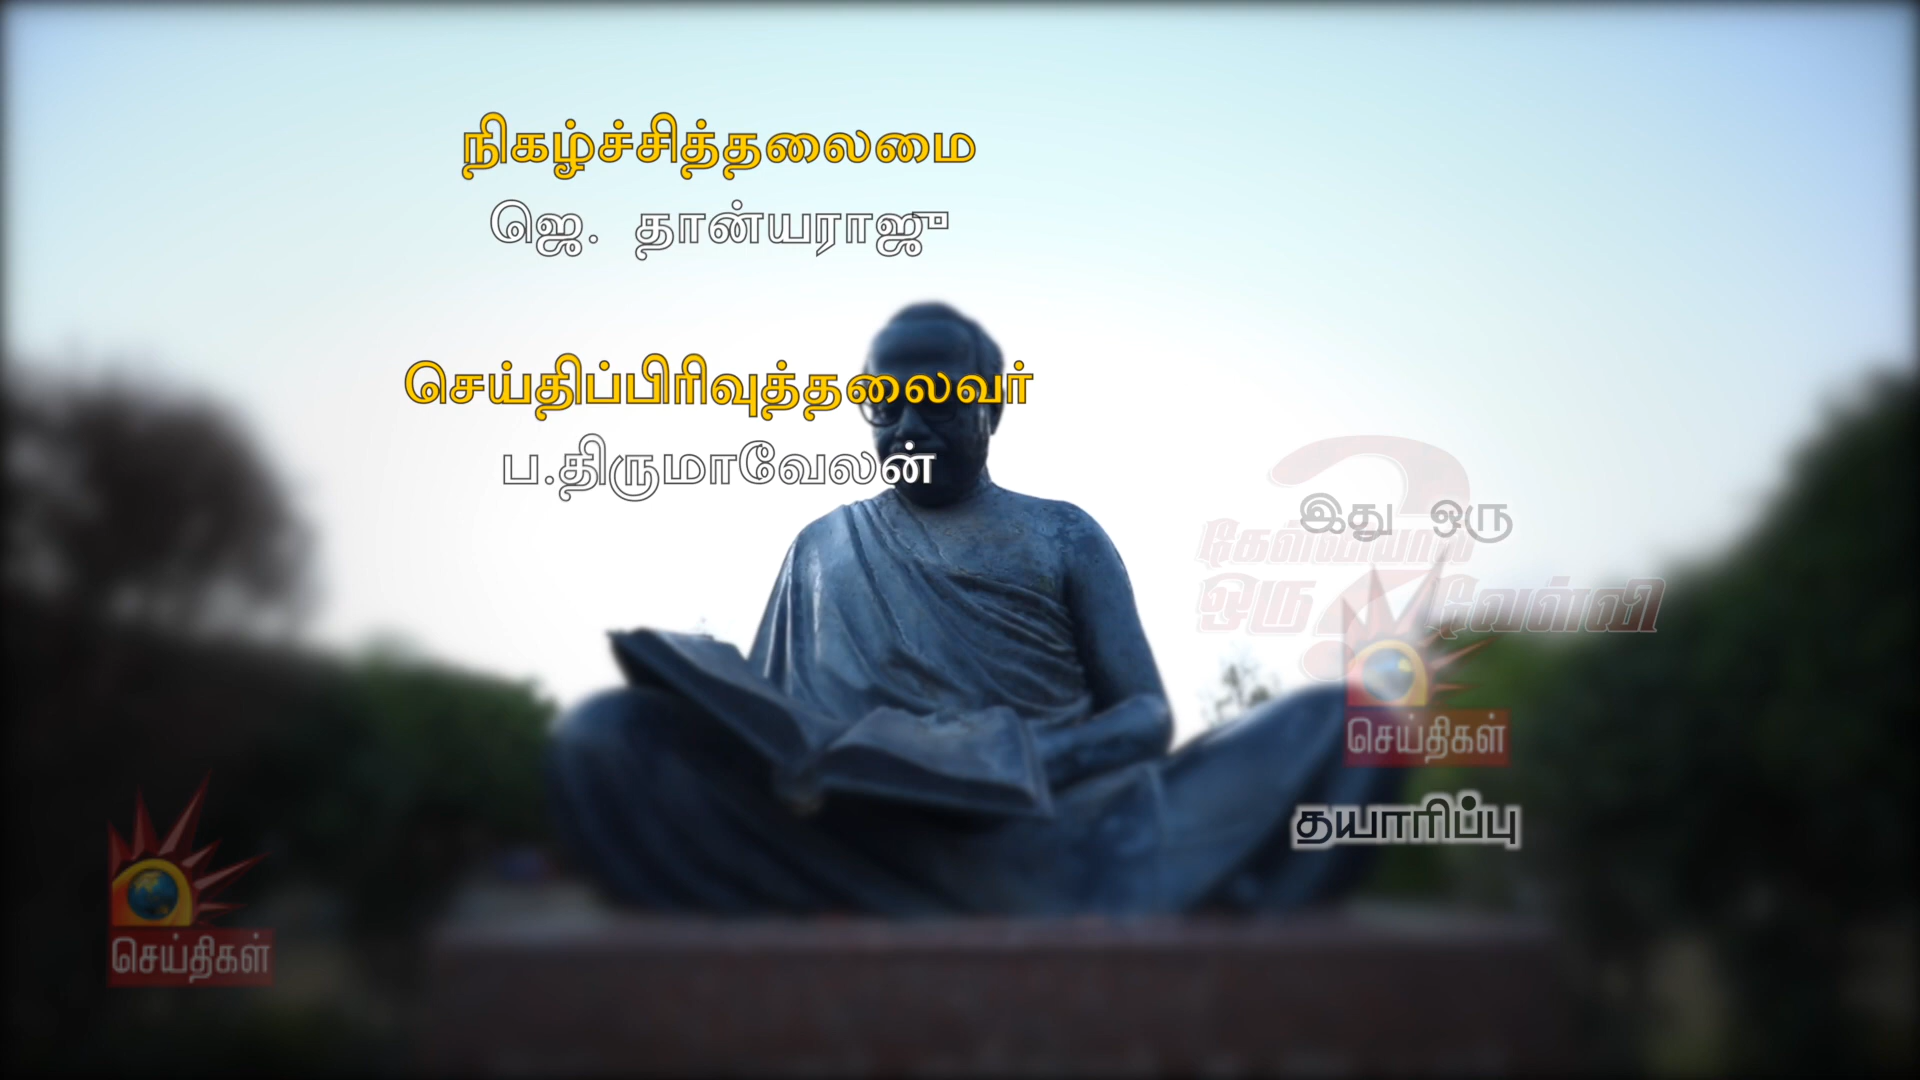 நிகழ்ச்சித்தலைமை
ஜெ. தான்யராஜு
செய்திப்பிரிவுத்தலைவர்
ப.திருமாவேலன்
இது ஒரு
கேள்வியால்
ஒரு வேள்வி
செய்திகள்
தயாரிப்பு
செய்திகள்